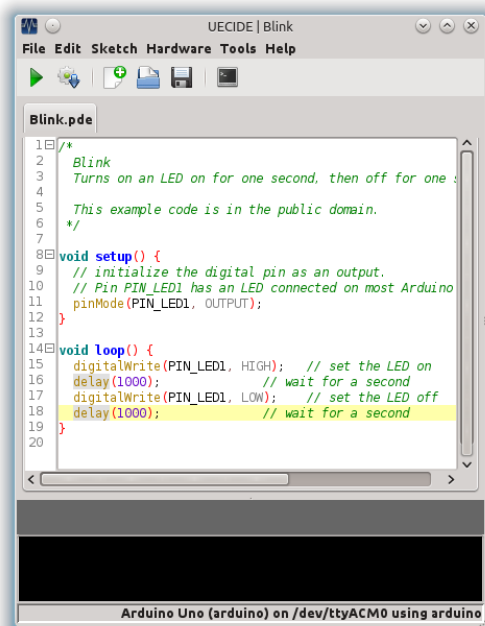 UECIDE | Blink
File Edit Sketch Hardware Tools Help
Blink.pde
1 /*
2   Blink
3   Turns on an LED on for one second, then off for one
4
5   This example code is in the public domain.
6  */
7
8 void setup() {
9   // initialize the digital pin as an output.
10   // Pin PIN_LED1 has an LED connected on most Arduino
11   pinMode(PIN_LED1, OUTPUT);
12 }
13
14 void loop() {
15   digitalWrite(PIN_LED1, HIGH);   // set the LED on
16   delay(1000);              // wait for a second
17   digitalWrite(PIN_LED1, LOW);    // set the LED off
18   delay(1000);              // wait for a second
19 }
20
Arduino Uno (arduino) on /dev/ttyACM0 using arduino